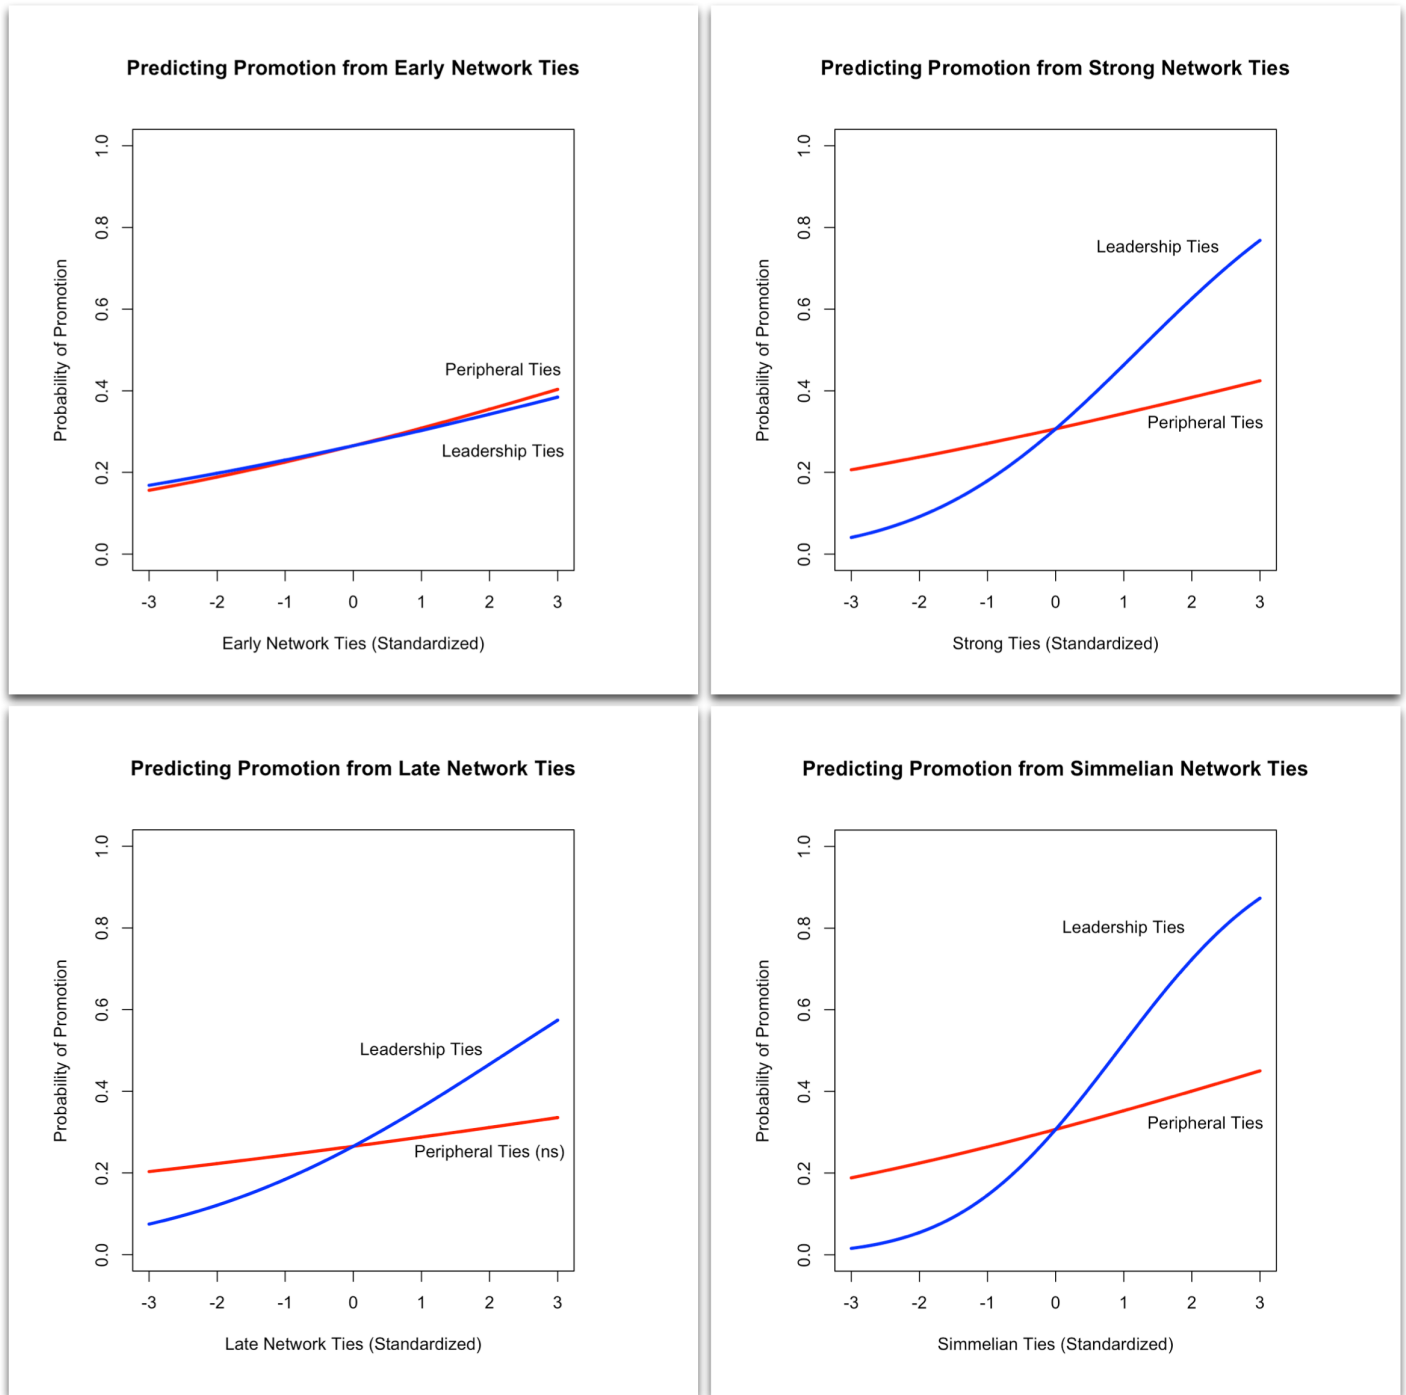 Predicting Promotion from Early Network Ties
Probability of Promotion
1.0
0.8
0.6
0.4
0.2
0.0
Peripheral Ties
Leadership Ties
-3 -2 -1 0 1 2 3
Early Network Ties (Standardized)
Predicting Promotion from Strong Network Ties
Probability of Promotion
1.0
0.8
0.6
0.4
0.2
0.0
Leadership Ties
Peripheral Ties
-3 -2 -1 0 1 2 3
Strong Ties (Standardized)
Predicting Promotion from Late Network Ties
Probability of Promotion
1.0
0.8
0.6
0.4
0.2
0.0
Leadership Ties
Peripheral Ties (ns)
-3 -2 -1 0 1 2 3
Late Network Ties (Standardized)
Predicting Promotion from Simmelian Network Ties
Probability of Promotion
1.0
0.8
0.6
0.4
0.2
0.0
Leadership Ties
Peripheral Ties
-3 -2 -1 0 1 2 3
Simmelian Ties (Standardized)